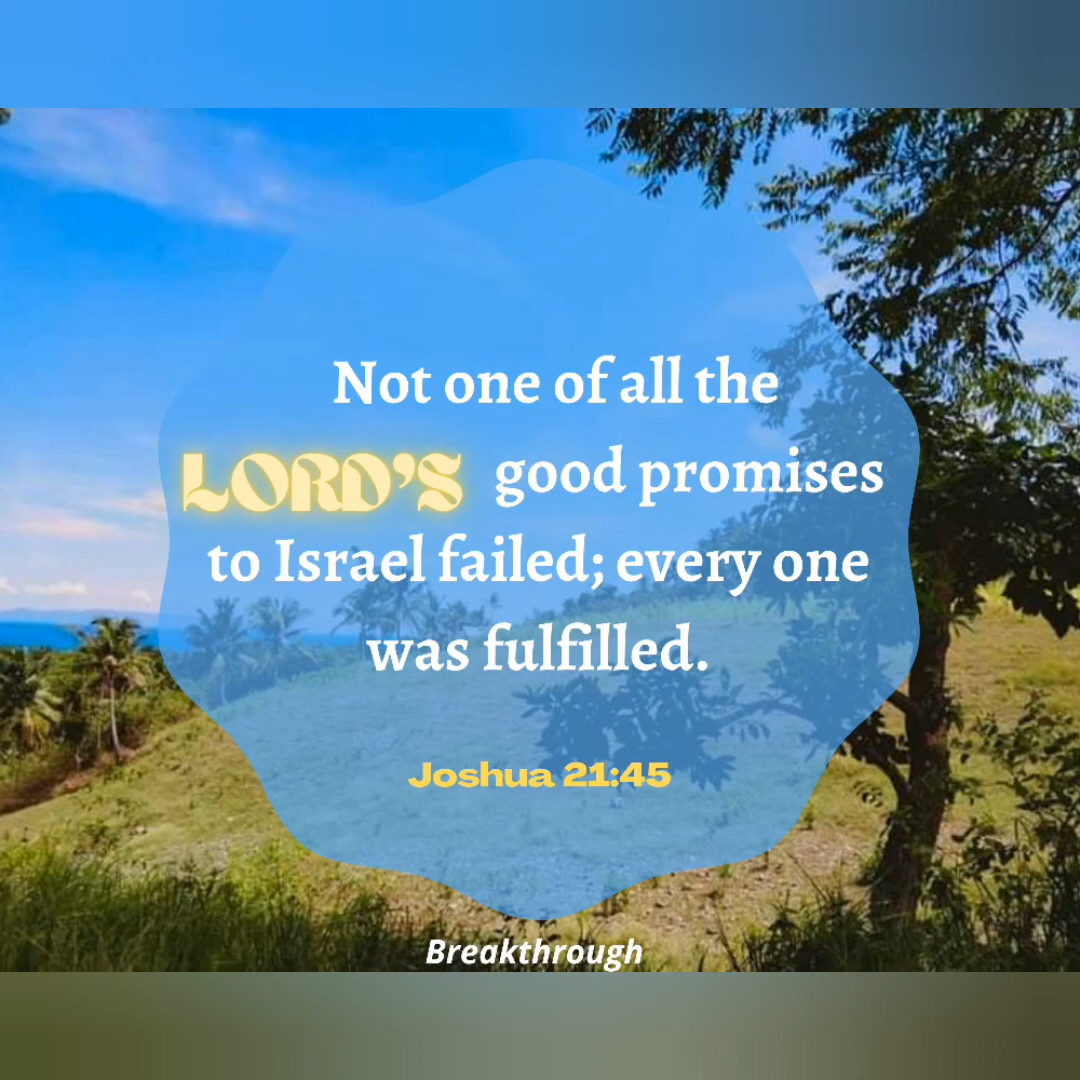 Not one of all the
LORD'S good promises
to Israel failed; every one
was fulfilled.
Joshua 21:45
Breakthrough